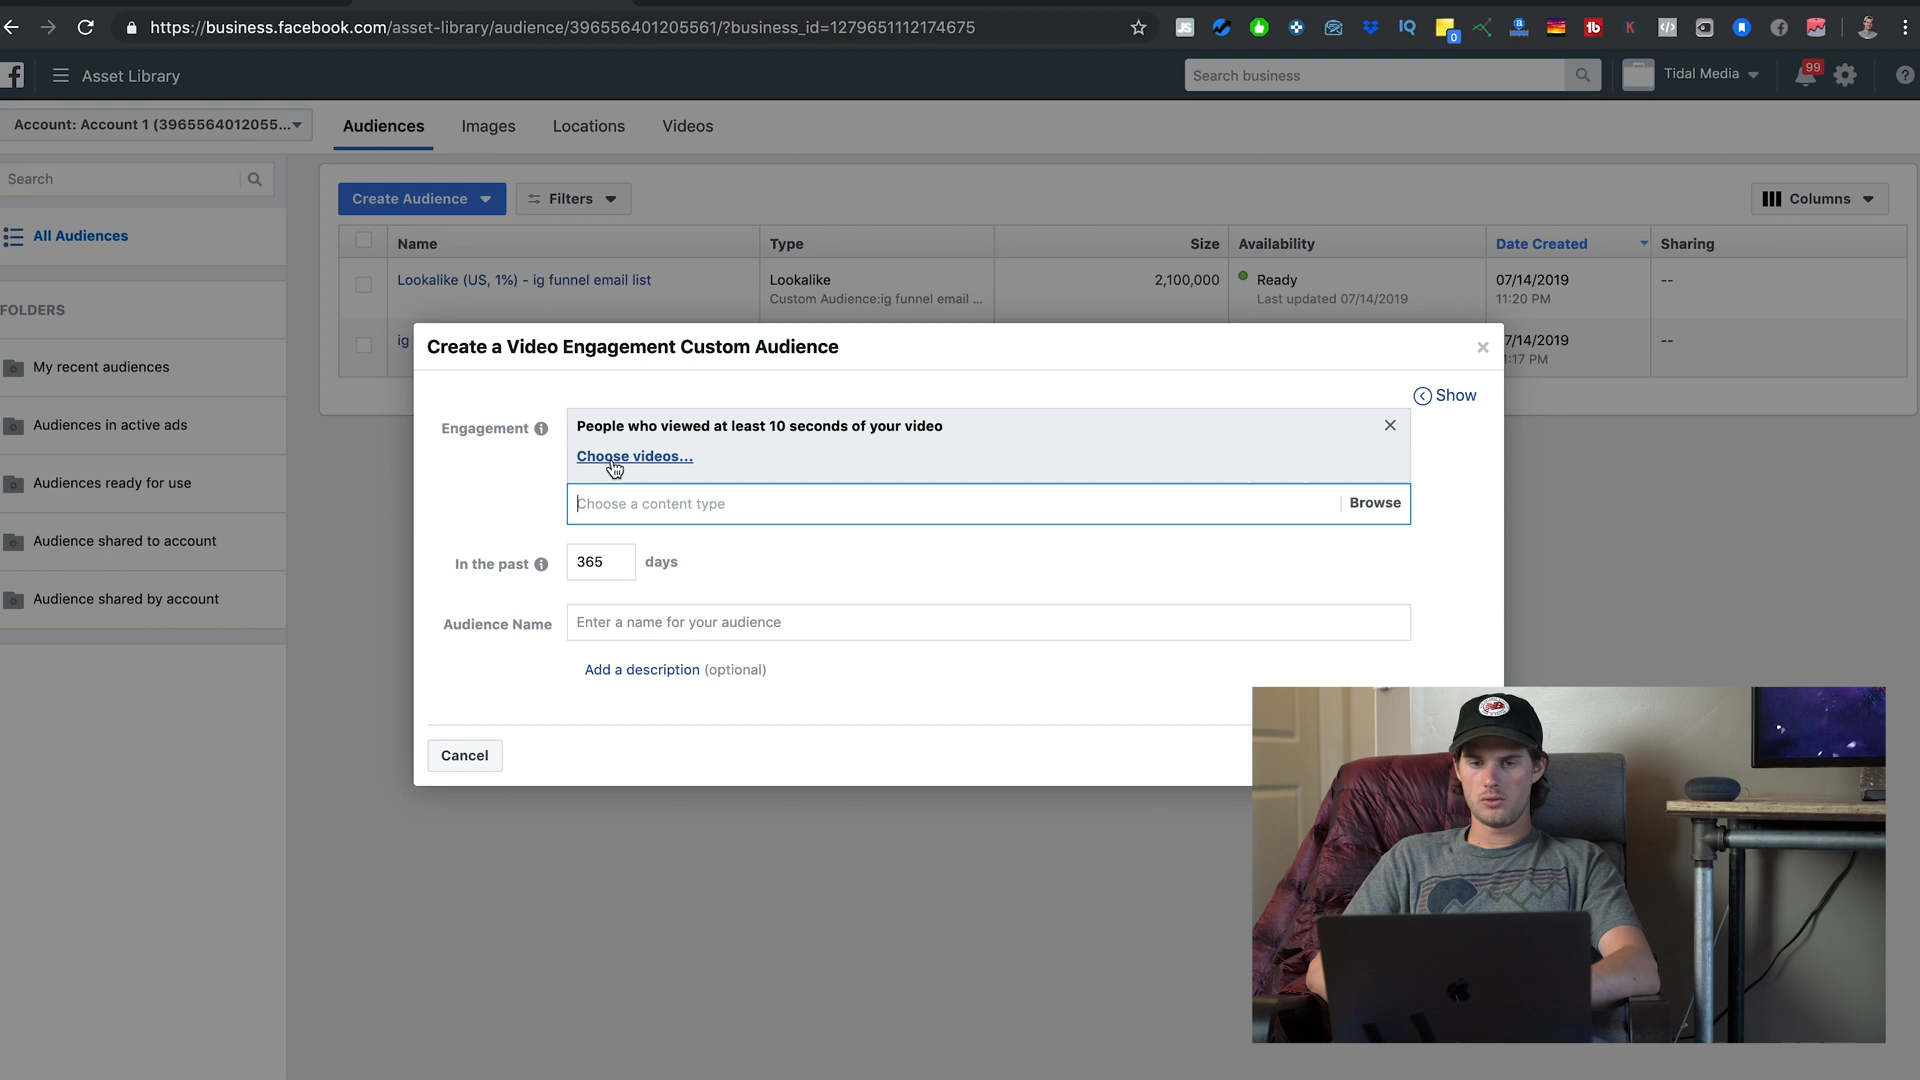 https://business.facebook.com/asset-library/audience/396556401205561/?business_id=1279651112174675
Asset Library
Search business
Tidal Media
99
Account: Account 1 (3965564012055...
Audiences
Images
Locations
Videos
Search
Create Audience
Filters
Columns
All Audiences
Name
Type
Size
Availability
Date Created
Sharing
Lookalike (US, 1%) - ig funnel email list
Lookalike
Custom Audience:ig funnel email ...
2,100,000
Ready
Last updated 07/14/2019
07/14/2019
11:20 PM
--
FOLDERS
ig
7/14/2019
1:17 PM
--
My recent audiences
Audiences in active ads
Audiences ready for use
Audience shared to account
Audience shared by account
Create a Video Engagement Custom Audience
Show
Engagement
People who viewed at least 10 seconds of your video
Choose videos...
Choose a content type
Browse
In the past
365
days
Audience Name
Enter a name for your audience
Add a description (optional)
Cancel